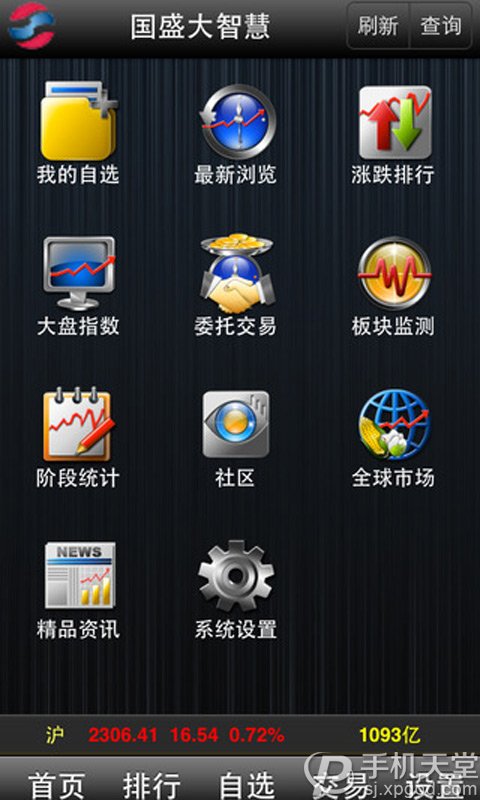 国盛大智慧 刷新 查询
我的自选 最新浏览 涨跌排行
大盘指数 委托交易 板块监测
阶段统计 社区 全球市场
NEWS
精品资讯 系统设置
沪 2306.41 16.54 0.72% 1093亿
首页 排行 自选 交易 设置
手机天堂
sj.xpgod.com